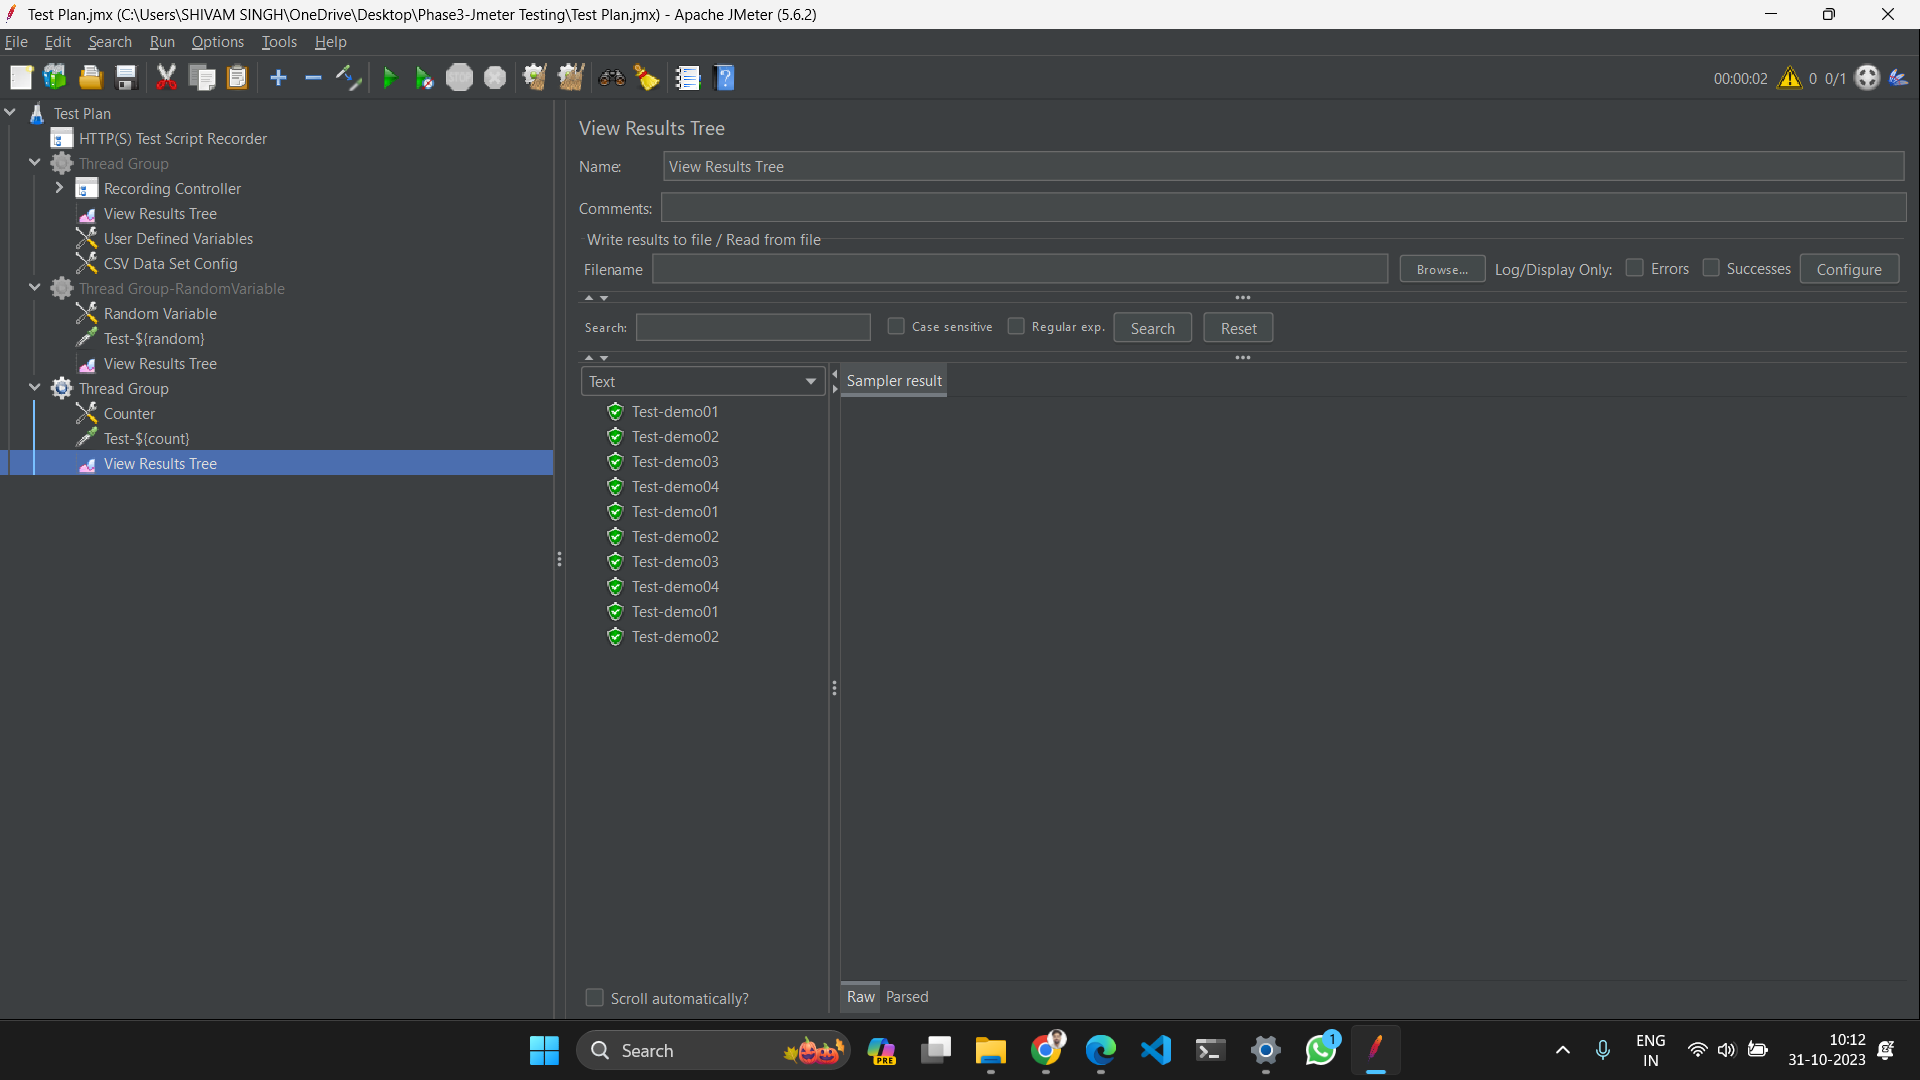 Test Plan.jmx (C:\Users\SHIVAM SINGH\OneDrive\Desktop\Phase3-Jmeter Testing\Test Plan.jmx) - Apache JMeter (5.6.2)
File Edit Search Run Options Tools Help
STOP
00:00:02 0 0/1
Test Plan
HTTP(S) Test Script Recorder
Thread Group
Recording Controller
View Results Tree
User Defined Variables
CSV Data Set Config
Thread Group-RandomVariable
Random Variable
Test-${random}
View Results Tree
Thread Group
Counter
Test-${count}
View Results Tree
View Results Tree
Name: View Results Tree
Comments:
Write results to file / Read from file
Filename Browse... Log/Display Only: Errors Successes Configure
Search: Case sensitive Regular exp. Search Reset
Text
Sampler result
Test-demo01
Test-demo02
Test-demo03
Test-demo04
Test-demo01
Test-demo02
Test-demo03
Test-demo04
Test-demo01
Test-demo02
Scroll automatically?
Raw Parsed
Search
PRE
1
ENG
IN
10:12
31-10-2023